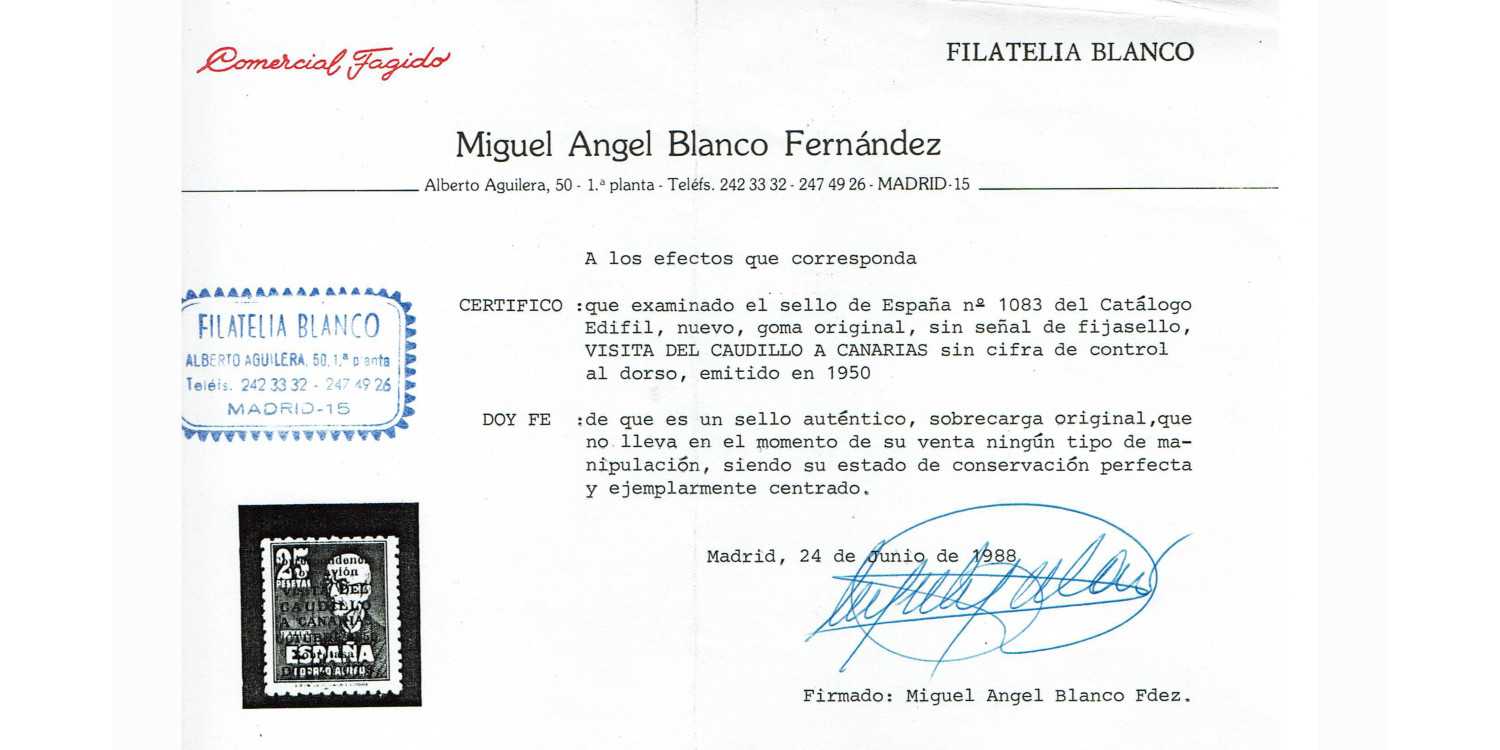 Comercial Fagido
FILATELIA BLANCO
Miguel Angel Blanco Fernández
Alberto Aguilera, 50 - 1.ª planta - Teléfs. 242 33 32 - 247 49 26 - MADRID-15
A los efectos que corresponda
CERTIFICO :que examinado el sello de España nº 1083 del Catálogo
Edifil, nuevo, goma original, sin señal de fijasello,
VISITA DEL CAUDILLO A CANARIAS sin cifra de control
al dorso, emitido en 1950
DOY FE :de que es un sello auténtico, sobrecarga original,que
no lleva en el momento de su venta ningún tipo de ma-
nipulación, siendo su estado de conservación perfecta
y ejemplarmente centrado.
Madrid, 24 de Junio de 1988
Firmado: Miguel Angel Blanco Fdez.
FILATELIA BLANCO
ALBERTO AGUILERA, 50, 1.ª planta
Teléfs. 242 33 32 - 247 49 26
MADRID-15
25
PESETAS
VISITA DEL
CAUDILLO
A CANARIAS
ESPAÑA
CORREO AEREO